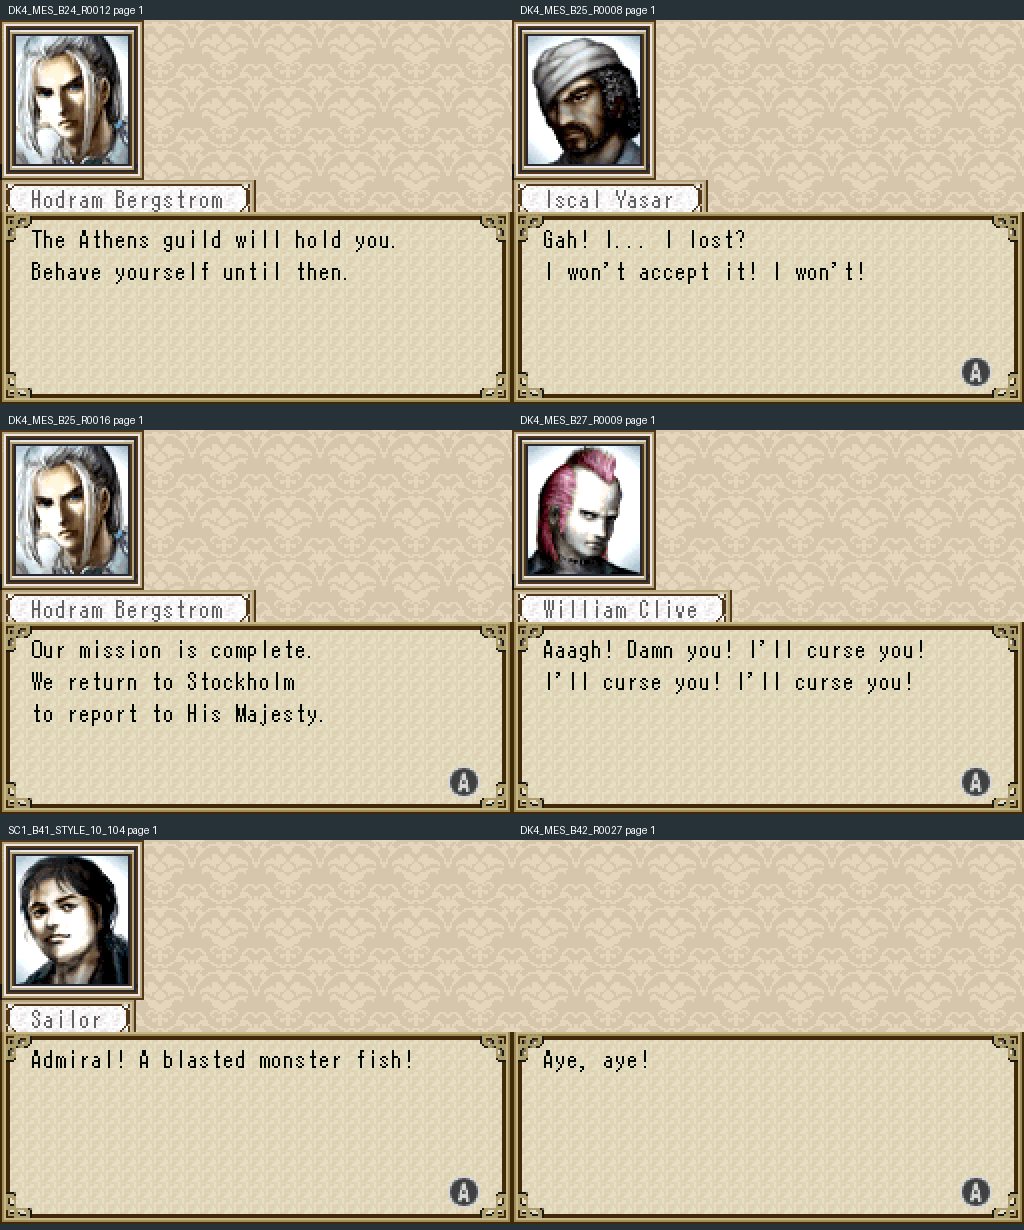 DK4_MES_B24_R0012 page 1
Hodram Bergstrom
The Athens guild will hold you.
Behave yourself until then.
DK4_MES_B25_R0008 page 1
Iscal Yasar
Gah! I... I lost?
I won't accept it! I won't!
A
DK4_MES_B25_R0016 page 1
Hodram Bergstrom
Our mission is complete.
We return to Stockholm
to report to His Majesty.
A
DK4_MES_B27_R0009 page 1
William Clive
Aaagh! Damn you! I'll curse you!
I'll curse you! I'll curse you!
A
SC1_B41_STYLE_10_104 page 1
Sailor
Admiral! A blasted monster fish!
A
DK4_MES_B42_R0027 page 1
Aye, aye!
A